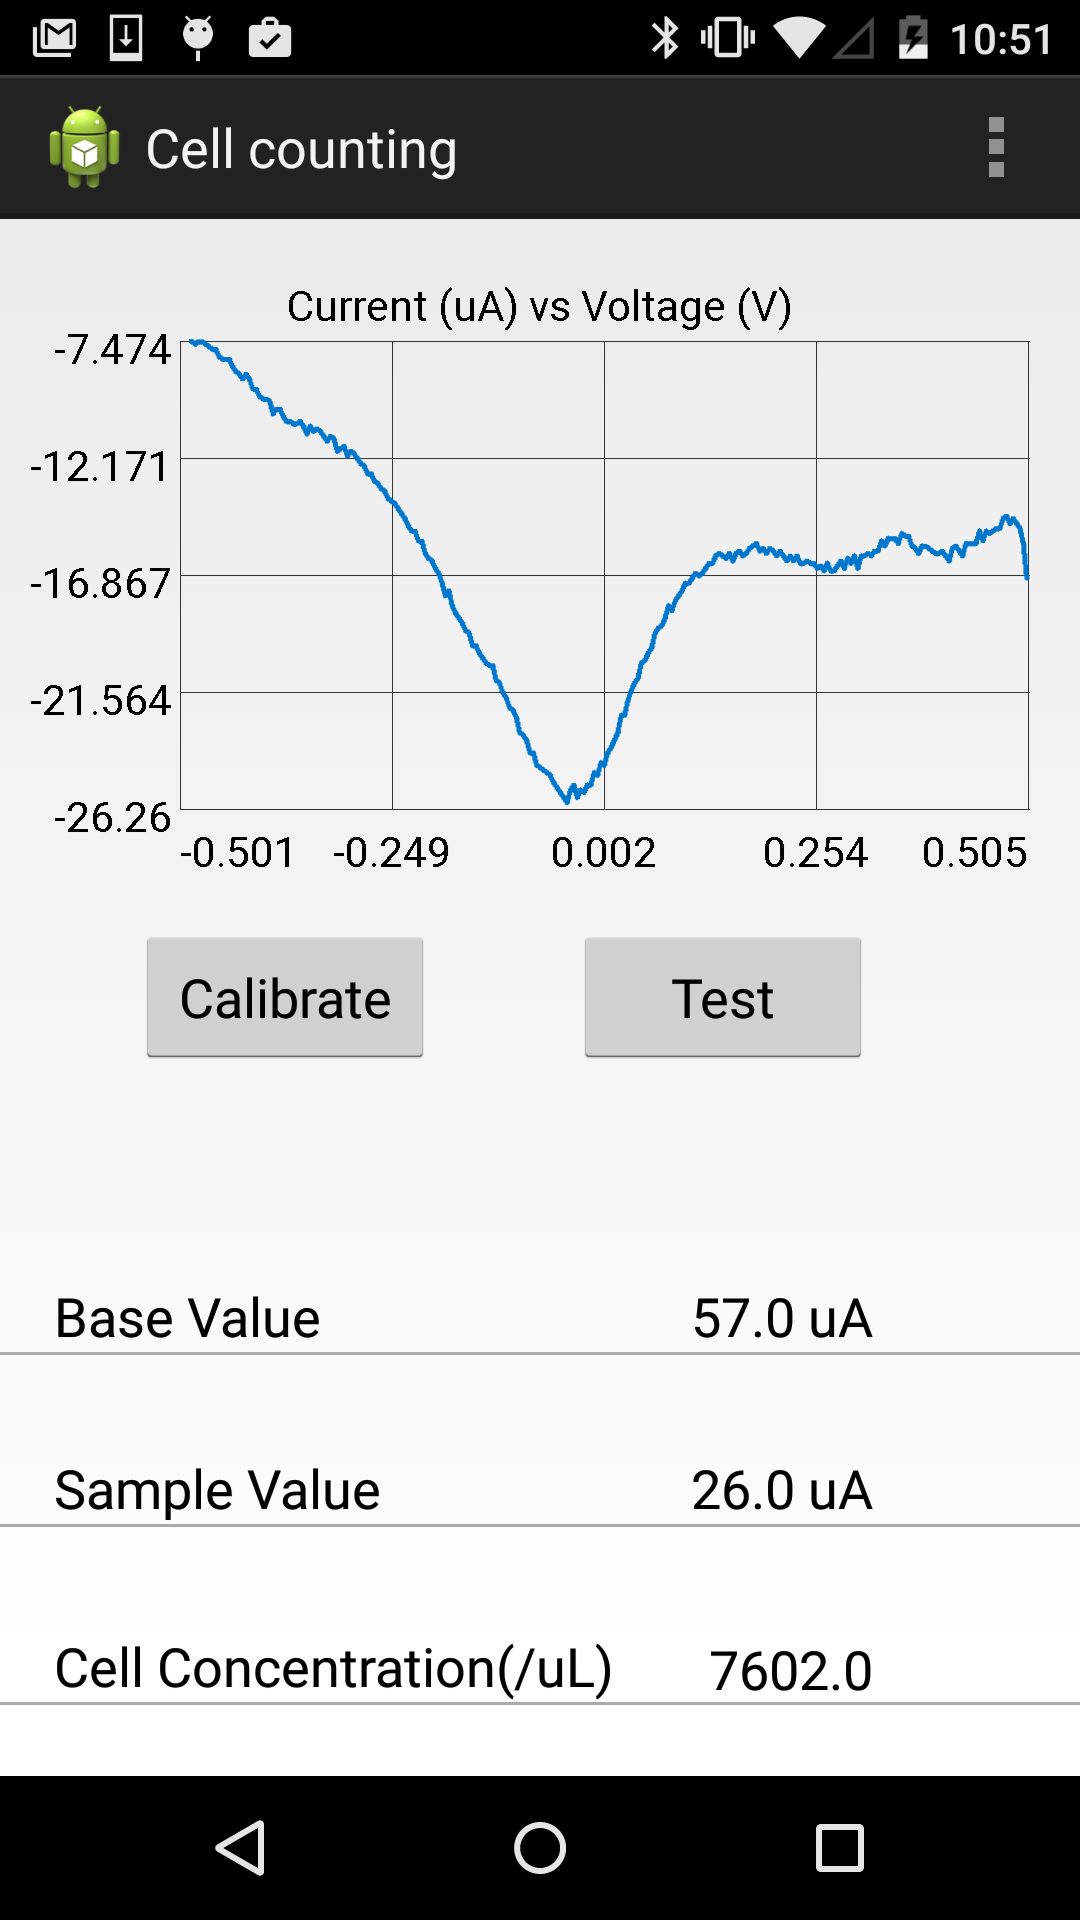 10:51
Cell counting
Current (uA) vs Voltage (V)
-7.474
-12.171
-16.867
-21.564
-26.26
-0.501 -0.249 0.002 0.254 0.505
Calibrate Test
Base Value 57.0 uA
Sample Value 26.0 uA
Cell Concentration(/uL) 7602.0